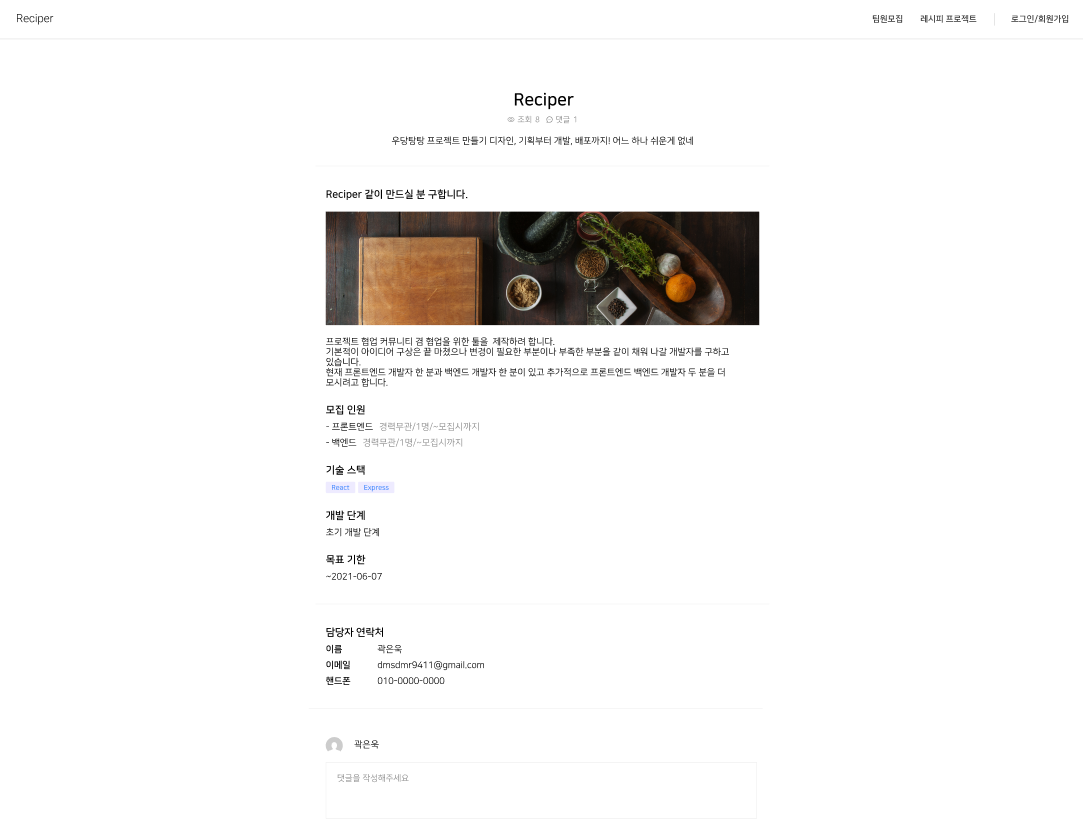 Reciper
팀원모집 레시피 프로젝트 로그인/회원가입
Reciper
조회 8 댓글 1
우당탕탕 프로젝트 만들기 디자인, 기획부터 개발, 배포까지! 어느 하나 쉬운게 없네
Reciper 같이 만드실 분 구합니다.
프로젝트 협업 커뮤니티 겸 협업을 위한 툴을 제작하려 합니다.
기본적이 아이디어 구상은 끝 마쳤으나 변경이 필요한 부분이나 부족한 부분을 같이 채워 나갈 개발자를 구하고
있습니다.
현재 프론트엔드 개발자 한 분과 백엔드 개발자 한 분이 있고 추가적으로 프론트엔드 백엔드 개발자 두 분을 더
모시려고 합니다.
모집 인원
- 프론트엔드 경력무관/1명/~모집시까지
- 백엔드 경력무관/1명/~모집시까지
기술 스택
React Express
개발 단계
초기 개발 단계
목표 기한
~2021-06-07
담당자 연락처
이름 곽은욱
이메일 dmsdmr9411@gmail.com
핸드폰 010-0000-0000
곽은욱
댓글을 작성해주세요